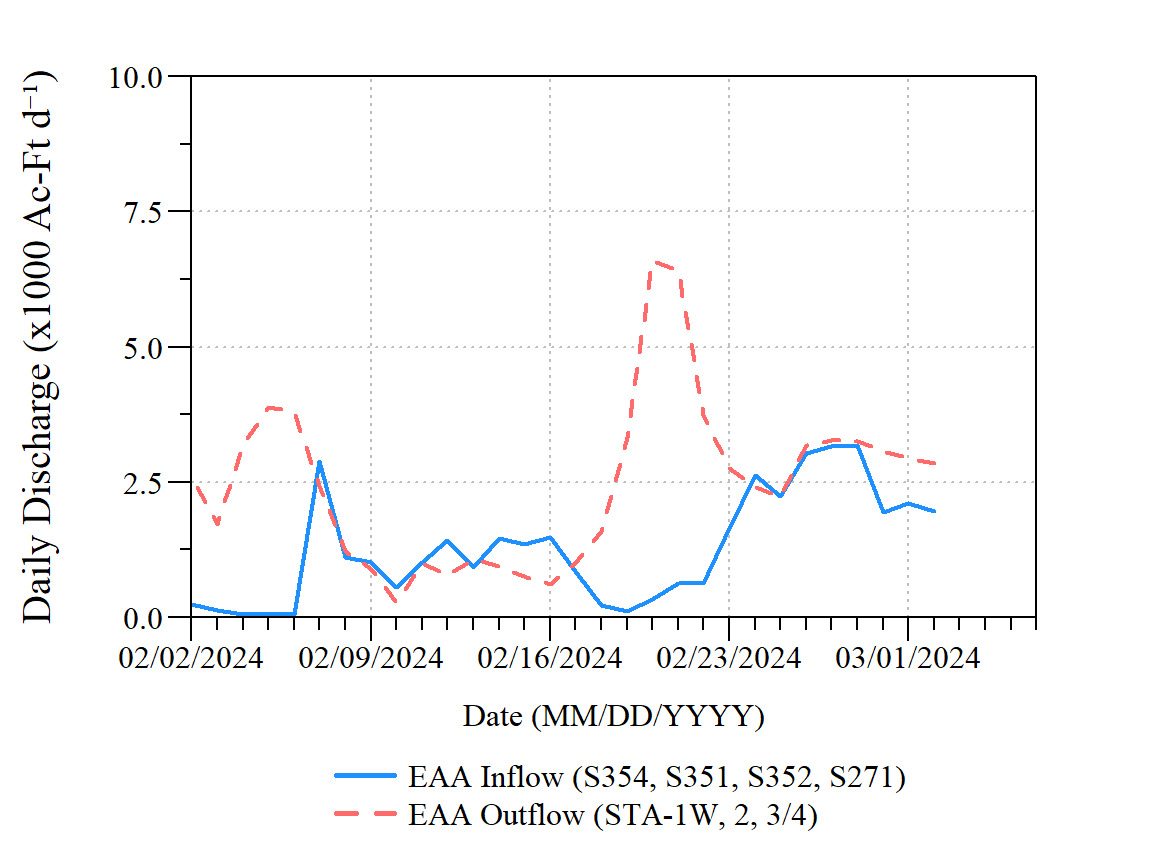 Daily Discharge (x1000 Ac-Ft d⁻¹)
10.0
7.5
5.0
2.5
0.0
02/02/2024 02/09/2024 02/16/2024 02/23/2024 03/01/2024
Date (MM/DD/YYYY)
EAA Inflow (S354, S351, S352, S271)
EAA Outflow (STA-1W, 2, 3/4)